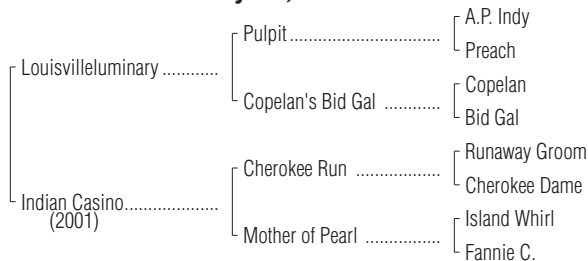 A.P. Indy
Pulpit
Preach
Louisvilleluminary
Copelan
Copelan's Bid Gal
Bid Gal
Runaway Groom
Cherokee Run
Cherokee Dame
Indian Casino
(2001)
Island Whirl
Mother of Pearl
Fannie C.